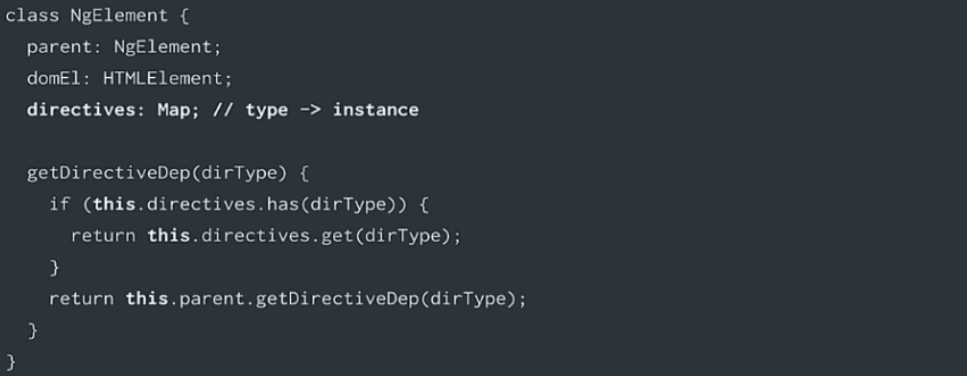 class NgElement {
  parent: NgElement;
  domEl: HTMLElement;
  directives: Map; // type -> instance

  getDirectiveDep(dirType) {
    if (this.directives.has(dirType)) {
      return this.directives.get(dirType);
    }
    return this.parent.getDirectiveDep(dirType);
  }
}